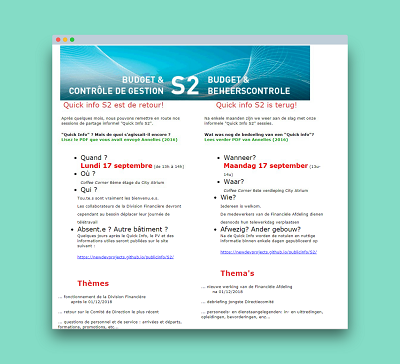 BUDGET &
CONTRÔLE DE GESTION
S2
BUDGET &
BEHEERSCONTROLE
Quick info S2 est de retour!
Après quelques mois, nous pouvons remettre en route nos
sessions de partage informel "Quick Info S2".
"Quick Info" ? Mais de quoi s'agissait-il encore ?
Lisez le PDF que vous avait envoyé Annelies (2016)
Quand ?
Lundi 17 septembre (de 13h à 14h)
Où ?
Coffee Corner 8ème étage du City Atrium
Qui ?
Tou.te.s sont vraiment les bienvenu.e.s.
Les collaborateurs de la Division Financière devront
cependant au besoin déplacer leur journée de
télétravail
Absent.e ? Autre bâtiment ?
Quelques jours après le Quick Info, la EV et des
informations utiles seront publiées sur le site
suivant :
https://newdevprojects.github.io/publicinfo/S2/
Thèmes
... fonctionnement de la Division Financière
après le 01/12/2018
... retour sur le Comité de Direction le plus récent
... questions de personnel et de service : arrivées et départs,
formations, promotions, etc...
Quick info S2 is terug!
Na enkele maanden zijn we weer aan de slag met onze
informele "Quick Info S2" sessies.
Wat was nog de bedoeling van een "Quick info"?
Lees verder PDF van Annelies (2016)
Wanneer?
Maandag 17 september (13u-
14u)
Waar?
Coffee Corner 8ste verdieping City Atrium
Wie?
Iedereen is welkom.
De medewerkers van de Financiële Afdeling dienen
desnoods hun telewerkdag verplaatsen
Afwezig? Ander gebouw?
Na de Quick Info worden de notulen en nuttige
informatie binnen enkele dagen gepubliceerd op:
https://newdevprojects.github.io/publicinfo/S2/
Thema's
... nieuwe werking van de Financiële Afdeling
na 01/12/2018
... debriefing jongste Directiecomité
... personeels- en dienstaangelegenheden: in- en uittredingen,
opleidingen, bevorderingen, enz...